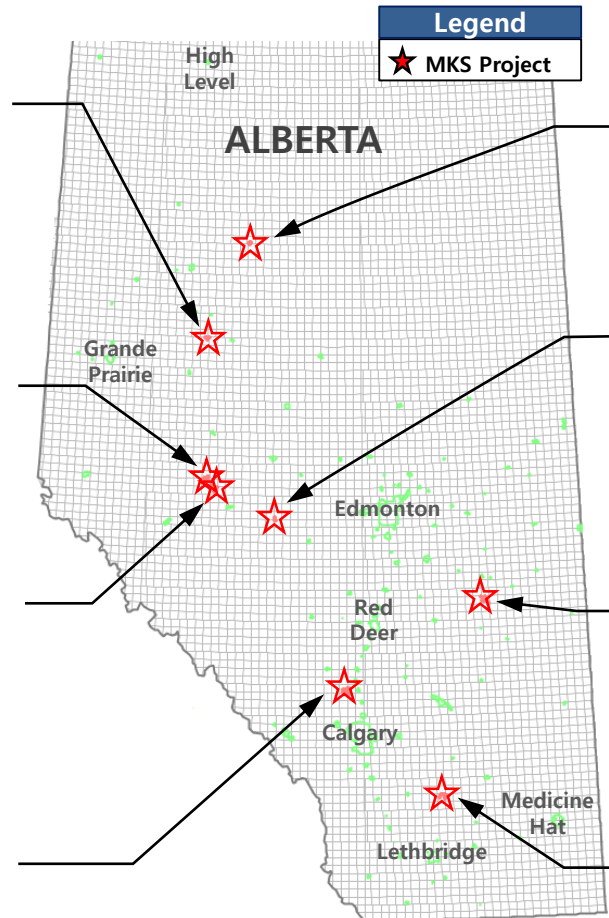 Legend
MKS Project
High
Level
ALBERTA
Grande
Prairie
Edmonton
Red
Deer
Calgary
Medicine
Hat
Lethbridge